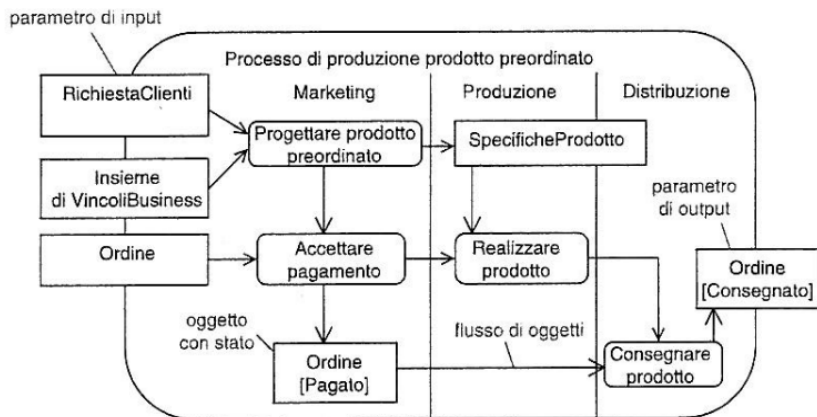 parametro di input
Processo di produzione prodotto preordinato
RichiestaClienti
Marketing
Produzione
Distribuzione
Progettare prodotto
preordinato
SpecificheProdotto
Insieme
di VincoliBusiness
parametro
di output
Ordine
Accettare
pagamento
Realizzare
prodotto
Ordine
[Consegnato]
oggetto
con stato
flusso di oggetti
Ordine
[Pagato]
Consegnare
prodotto